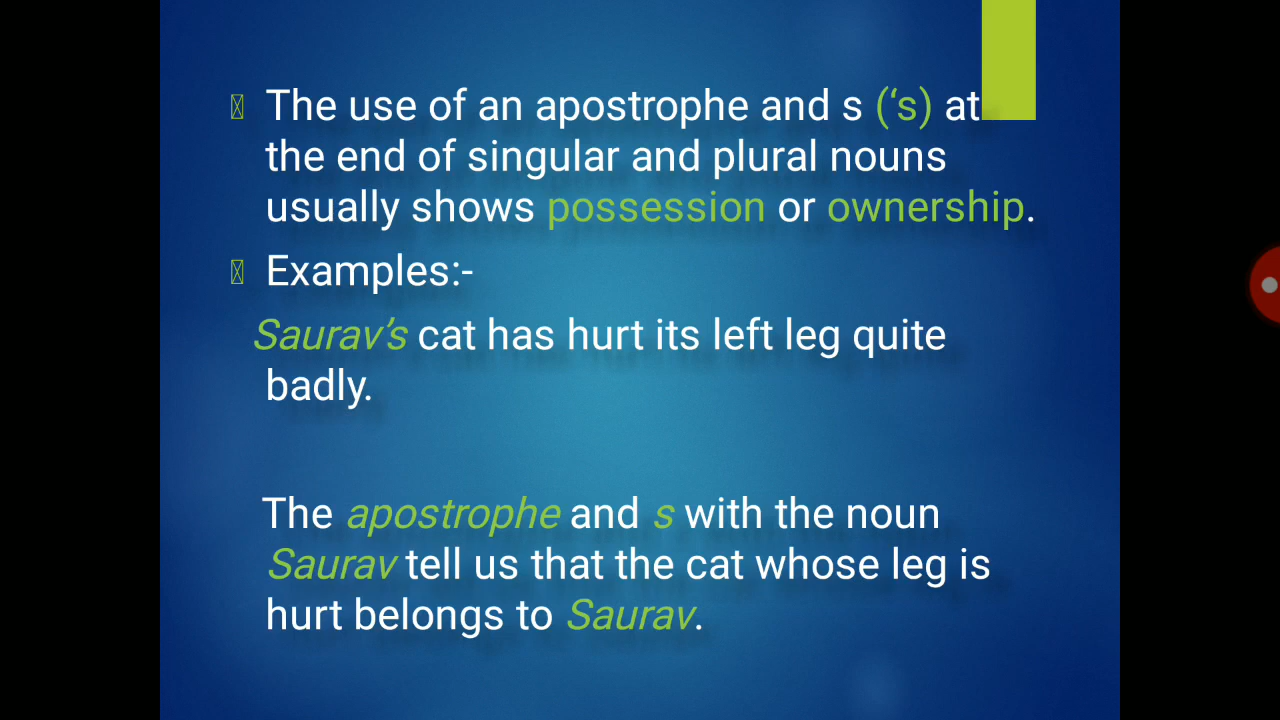 The use of an apostrophe and s (‘s) at
the end of singular and plural nouns
usually shows possession or ownership.
Examples:-
Saurav’s cat has hurt its left leg quite
badly.
The apostrophe and s with the noun
Saurav tell us that the cat whose leg is
hurt belongs to Saurav.